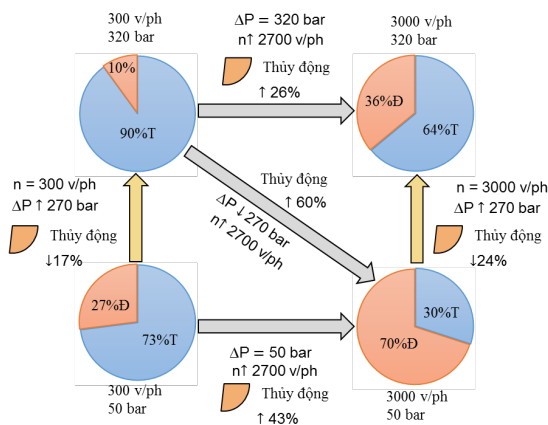 300 v/ph
320 bar
10%
90%T
ΔP = 320 bar
n↑ 2700 v/ph
Thủy động
↑ 26%
3000 v/ph
320 bar
36%Đ
64%T
n = 300 v/ph
ΔP ↑ 270 bar
Thủy động
↓17%
Thủy động
↑ 60%
ΔP ↓ 270 bar
n↑ 2700 v/ph
n = 3000 v/ph
ΔP ↑ 270 bar
Thủy động
↓24%
27%Đ
73%T
300 v/ph
50 bar
ΔP = 50 bar
n↑ 2700 v/ph
Thủy động
↑ 43%
30%T
70%Đ
3000 v/ph
50 bar